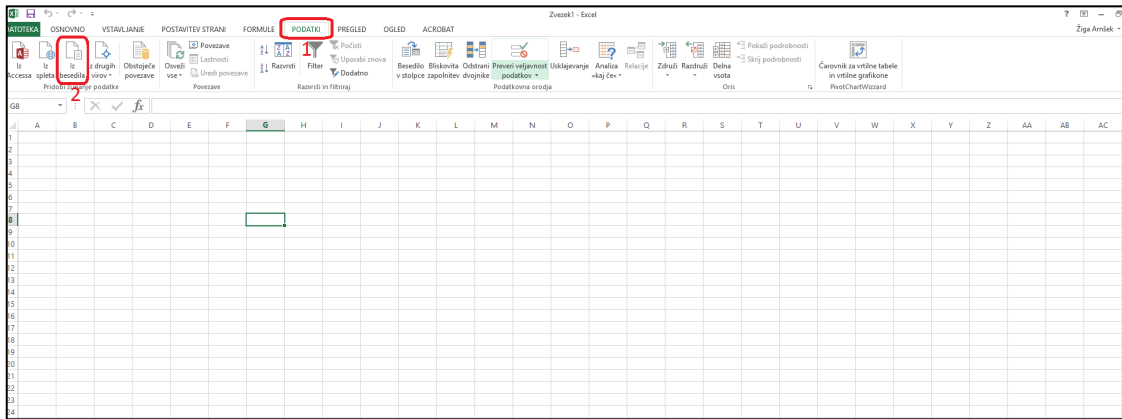 Zvezek1 - Excel
DATOTEKA OSNOVNO VSTAVLJANJE POSTAVITEV STRANI FORMULE PODATKI PREGLED OGLED ACROBAT
Žiga Arnšek
1
Iz Accessa
Iz spleta
Iz besedila
Iz drugih virov
Obstoječe povezave
Pridobivanje podatke
2
Osveži vse
Povezave
Lastnosti
Uredi povezave
Povezave
Razvrsti
Filter
Počisti
Uporabi znova
Dodatno
Razvrsti in filtriraj
Besedilo v stolpce
Bliskovita zapolnitev
Odstrani dvojnike
Preveri veljavnost podatkov
Usklajevanje
Analiza »kaj če«
Relacije
Podatkovna orodja
Združi
Razdruži
Delna vsota
Pokaži podrobnosti
Skrij podrobnosti
Oris
Čarovnik za vrtilne tabele in vrtilne grafikone
PivotChartWizzard
G8 fx
A B C D E F G H I J K L M N O P Q R S T U V W X Y Z AA AB AC
1
2
3
4
5
6
7
8
9
10
11
12
13
14
15
16
17
18
19
20
21
22
23
24